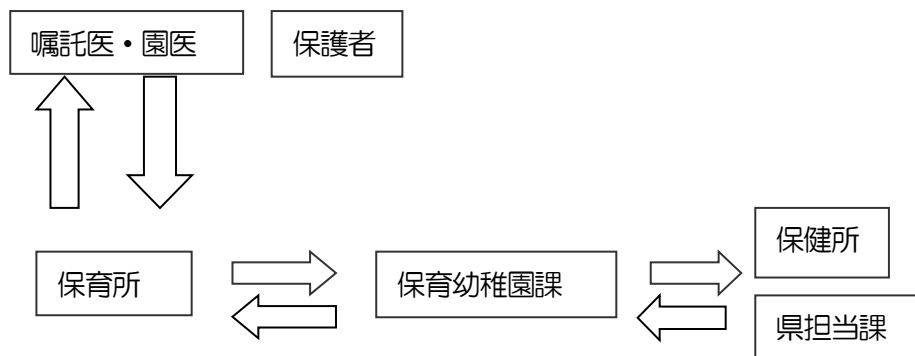 嘱託医・園医
保護者
保健所
保育所
保育幼稚園課
県担当課